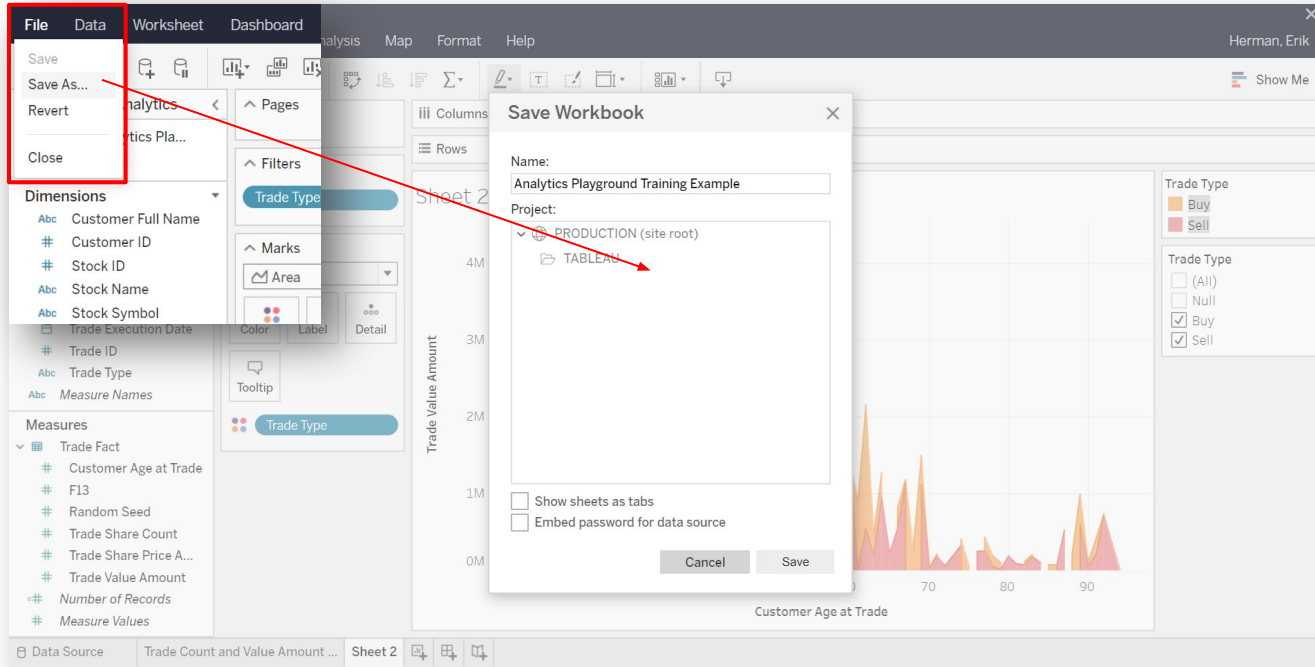 File Data Worksheet Dashboard
nalysis Map Format Help
Herman, Erik
Save
Save As...
Revert
Close
Show Me
nalytics
tics Pla...
Pages
Filters
Trade Type
Marks
Area
Color Label Detail
Tooltip
Trade Type
Dimensions
Abc Customer Full Name
# Customer ID
# Stock ID
Abc Stock Name
Abc Stock Symbol
Trade Execution Date
# Trade ID
Abc Trade Type
Abc Measure Names
Measures
Trade Fact
# Customer Age at Trade
# F13
# Random Seed
# Trade Share Count
# Trade Share Price A...
# Trade Value Amount
=# Number of Records
# Measure Values
iii Columns
Rows
Sheet 2
Save Workbook
Name:
Analytics Playground Training Example
Project:
PRODUCTION (site root)
TABLEAU
Show sheets as tabs
Embed password for data source
Cancel Save
Trade Value Amount
4M
3M
2M
1M
0M
70 80 90
Customer Age at Trade
Trade Type
Buy
Sell
Trade Type
(All)
Null
Buy
Sell
Data Source Trade Count and Value Amount ... Sheet 2